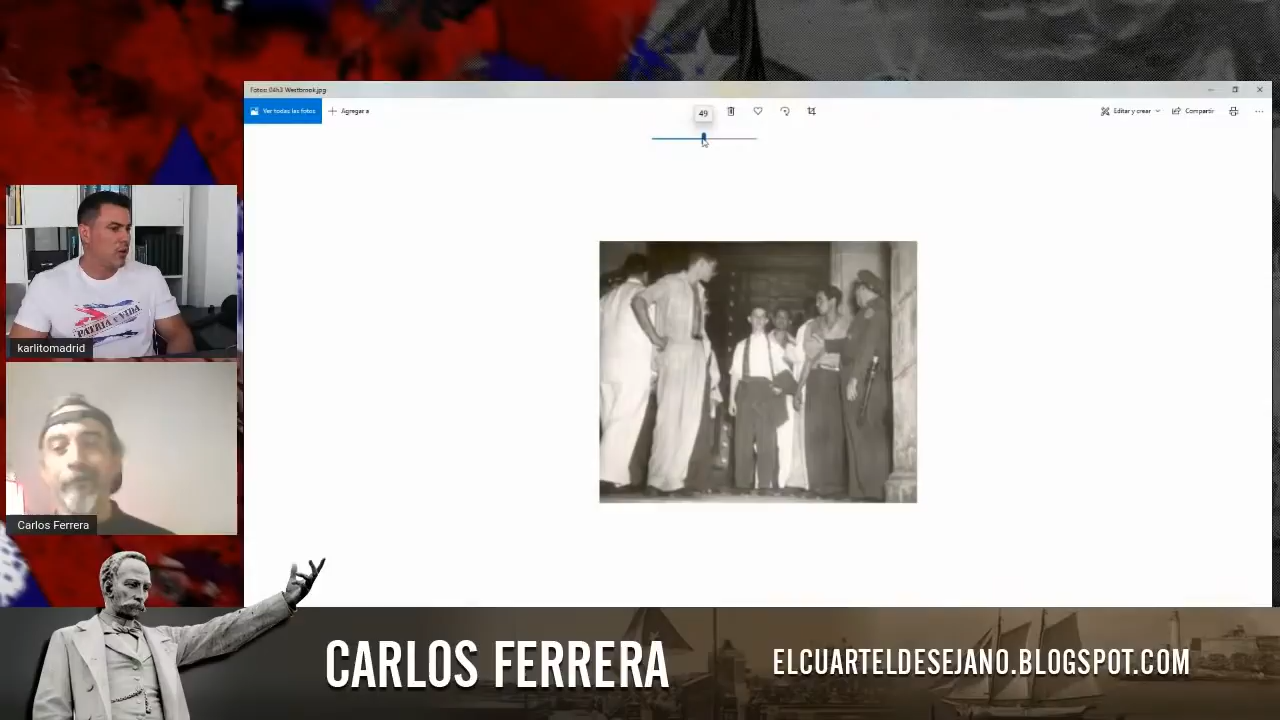 Fotos: 04h3 Westbrook.jpg
Ver todas las fotos
Agregar a
49
Editar y crear
Compartir
PATRIA Y VIDA
karlitomadrid
Carlos Ferrera
CARLOS FERRERA
ELCUARTELDESEJANO.BLOGSPOT.COM